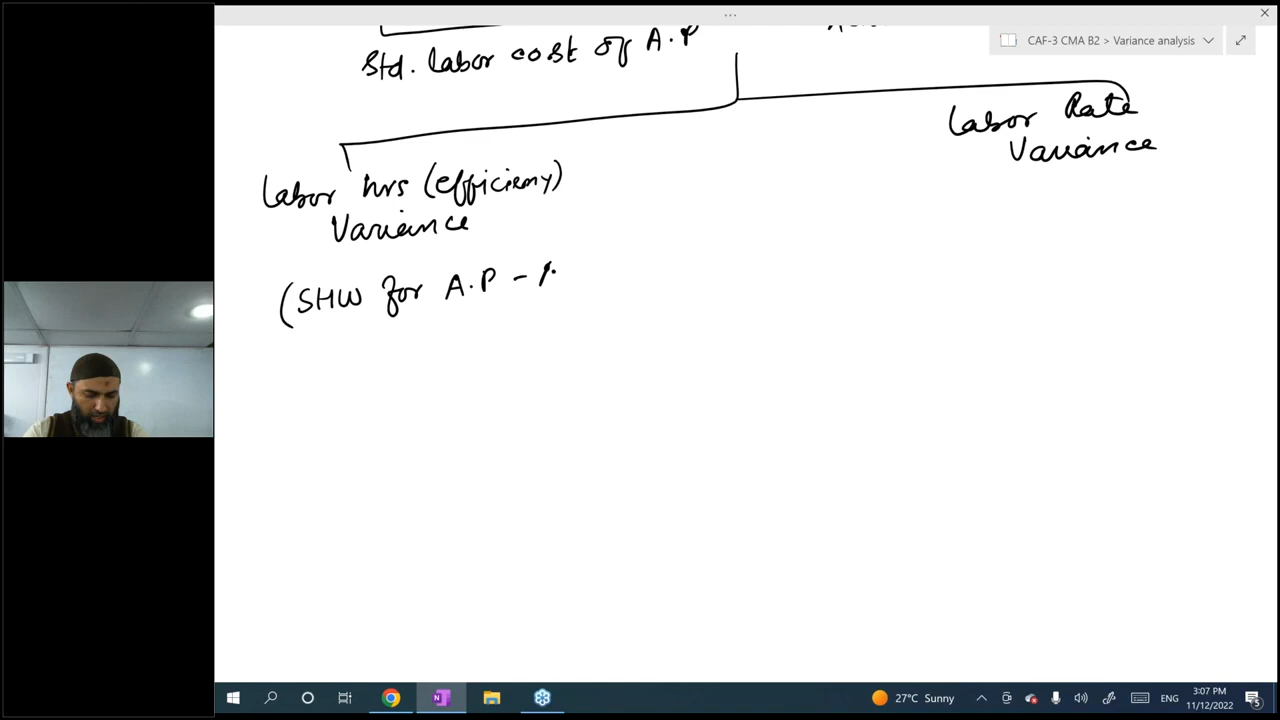 CAF-3 CMA B2 > Variance analysis
Std. labor cost of A.P
Labor Rate
Variance
Labor hrs (efficiency)
Variance
(SHW for A.P -
27°C Sunny
ENG
3:07 PM
11/12/2022
5